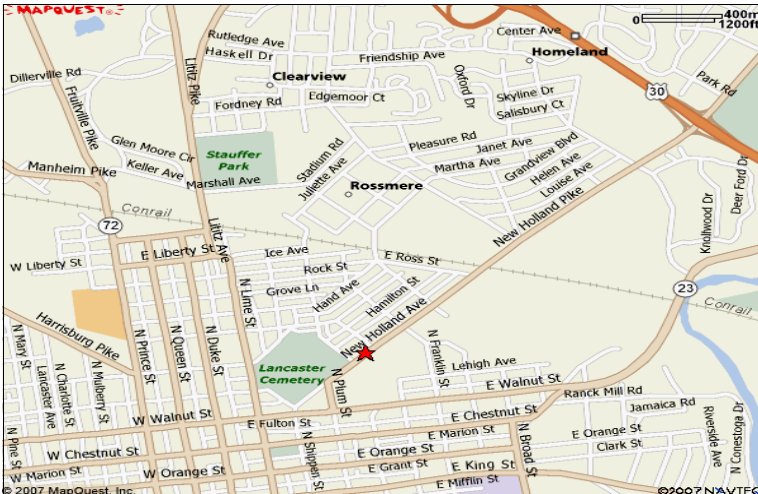 MAPQUEST
400m
1200ft
Rutledge Ave
Center Ave
Haskell Dr
Friendship Ave
Homeland
Dillerville Rd
Lititz Pike
Clearview
Oxford Dr
30
Park Rd
Fruitville Pike
Fordney Rd
Edgemoor Ct
Skyline Dr
Salisbury Ct
Glen Moore Cir
Stauffer
Park
Stadium Rd
Pleasure Rd
Janet Ave
Grandview Blvd
Keller Ave
Martha Ave
Helen Ave
Manheim Pike
Marshall Ave
Juliette Ave
Rossmere
Louise Ave
Deer Ford Dr
Conrail
New Holland Pike
Knollwood Dr
72
Lititz Ave
E Liberty St
Ice Ave
E Ross St
W Liberty St
Rock St
Grove Ln
Hand Ave
Hamilton St
23
Conrail
N Lime St
Harrisburg Pike
New Holland Ave
N Prince St
N Queen St
N Duke St
N Franklin St
N Mary St
Lancaster Ave
N Charlotte St
N Mulberry St
Lancaster
Cemetery
Lehigh Ave
N Plum St
E Walnut St
Ranck Mill Rd
W Walnut St
E Fulton St
E Chestnut St
Jamaica Rd
N Pine St
W Chestnut St
N Shippen St
E Marion St
N Broad St
E Orange St
Riverside Ave
N Conestoga Dr
E Orange St
Clark St
W Marion St
W Orange St
E Grant St
E King St
E Mifflin St
© 2007 MapQuest, Inc.
©2007 NAVTEQ